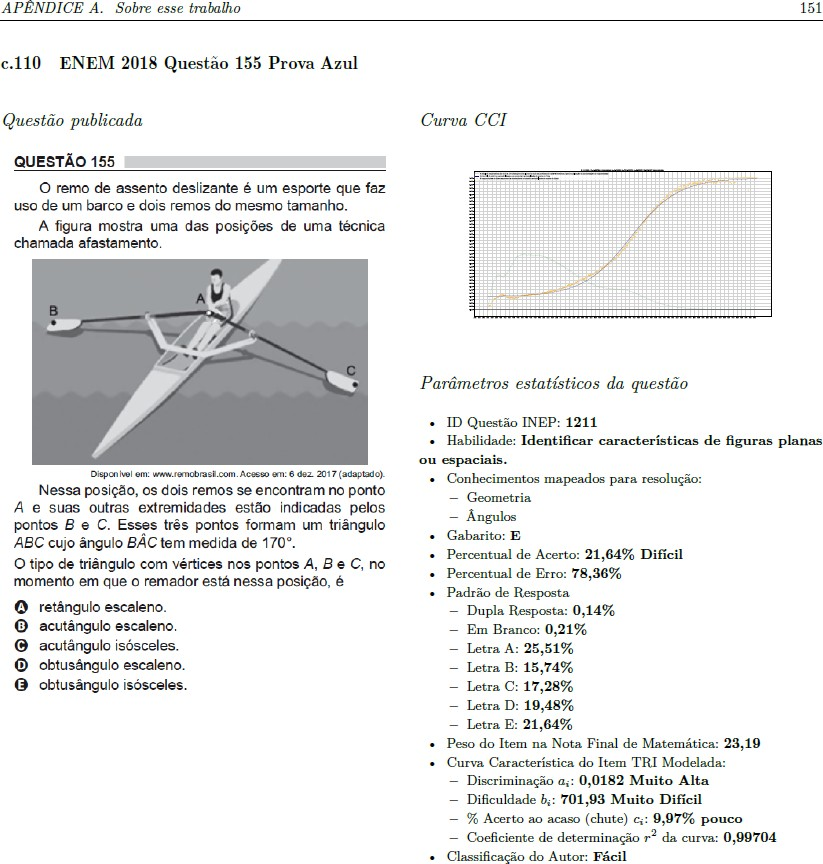 APÊNDICE A. Sobre esse trabalho 151
c.110 ENEM 2018 Questão 155 Prova Azul
Questão publicada
QUESTÃO 155
O remo de assento deslizante é um esporte que faz
uso de um barco e dois remos do mesmo tamanho.
A figura mostra uma das posições de uma técnica
chamada afastamento.
A
B
C
Disponível em: www.remobrasil.com. Acesso em: 6 dez. 2017 (adaptado).
Nessa posição, os dois remos se encontram no ponto
A e suas outras extremidades estão indicadas pelos
pontos B e C. Esses três pontos formam um triângulo
ABC cujo ângulo BÂC tem medida de 170°.
O tipo de triângulo com vértices nos pontos A, B e C, no
momento em que o remador está nessa posição, é
A retângulo escaleno.
B acutângulo escaleno.
C acutângulo isósceles.
D obtusângulo escaleno.
E obtusângulo isósceles.
Curva CCI
Parâmetros estatísticos da questão
• ID Questão INEP: 1211
• Habilidade: Identificar características de figuras planas
ou espaciais.
• Conhecimentos mapeados para resolução:
– Geometria
– Ângulos
• Gabarito: E
• Percentual de Acerto: 21,64% Difícil
• Percentual de Erro: 78,36%
• Padrão de Resposta
– Dupla Resposta: 0,14%
– Em Branco: 0,21%
– Letra A: 25,51%
– Letra B: 15,74%
– Letra C: 17,28%
– Letra D: 19,48%
– Letra E: 21,64%
• Peso do Item na Nota Final de Matemática: 23,19
• Curva Característica do Item TRI Modelada:
– Discriminação ai: 0,0182 Muito Alta
– Dificuldade bi: 701,93 Muito Difícil
– % Acerto ao acaso (chute) ci: 9,97% pouco
– Coeficiente de determinação r² da curva: 0,99704
• Classificação do Autor: Fácil